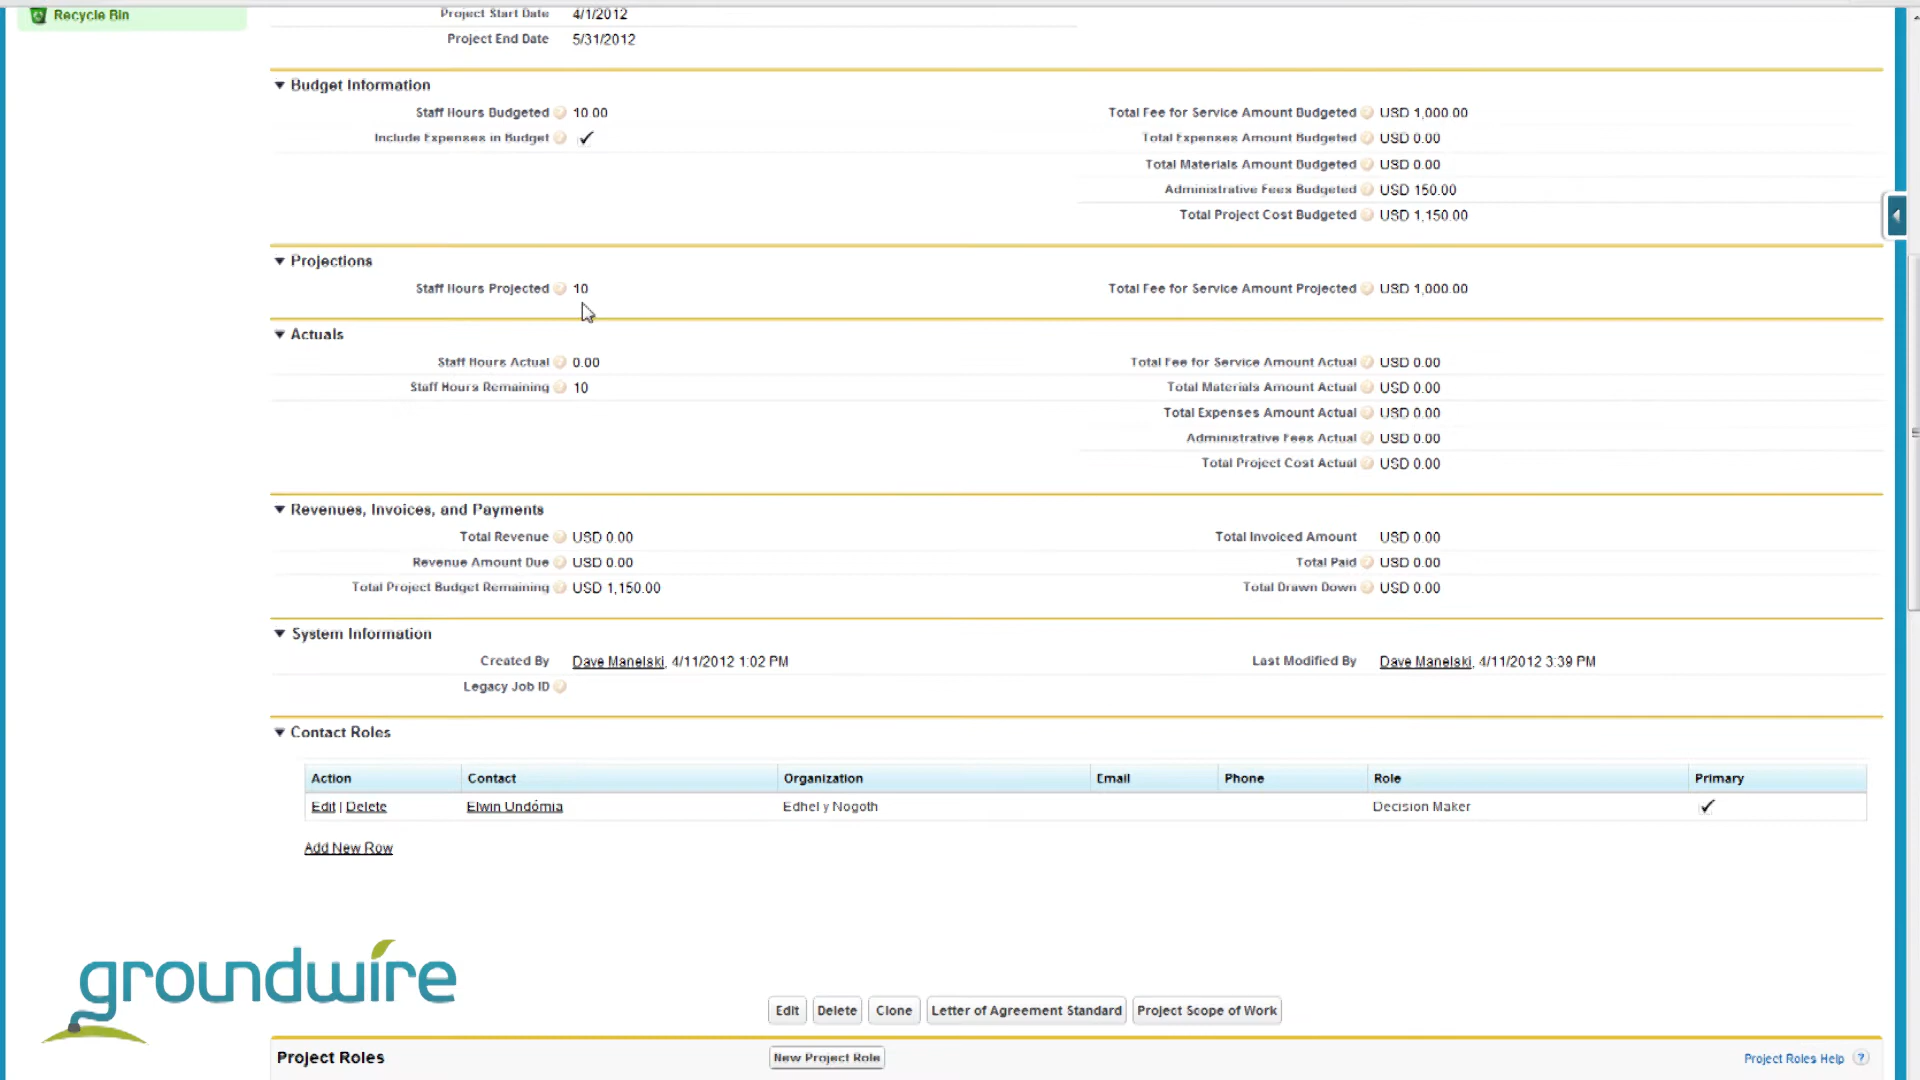 Recycle Bin
Project Start Date 4/1/2012
Project End Date 5/31/2012
Budget Information
Staff Hours Budgeted 10.00 Total Fee for Service Amount Budgeted USD 1,000.00
Include Expenses in Budget Total Expenses Amount Budgeted USD 0.00
Total Materials Amount Budgeted USD 0.00
Administrative Fees Budgeted USD 150.00
Total Project Cost Budgeted USD 1,150.00
Projections
Staff Hours Projected 10 Total Fee for Service Amount Projected USD 1,000.00
Actuals
Staff Hours Actual 0.00 Total Fee for Service Amount Actual USD 0.00
Staff Hours Remaining 10 Total Materials Amount Actual USD 0.00
Total Expenses Amount Actual USD 0.00
Administrative Fees Actual USD 0.00
Total Project Cost Actual USD 0.00
Revenues, Invoices, and Payments
Total Revenue USD 0.00 Total Invoiced Amount USD 0.00
Revenue Amount Due USD 0.00 Total Paid USD 0.00
Total Project Budget Remaining USD 1,150.00 Total Drawn Down USD 0.00
System Information
Created By Dave Manelski, 4/11/2012 1:02 PM Last Modified By Dave Manelski, 4/11/2012 3:39 PM
Legacy Job ID
Contact Roles
Action Contact Organization Email Phone Role Primary
Edit | Delete Elwin Undómia Edhel y Nogoth Decision Maker
Add New Row
groundwire
Edit Delete Clone Letter of Agreement Standard Project Scope of Work
Project Roles New Project Role Project Roles Help ?